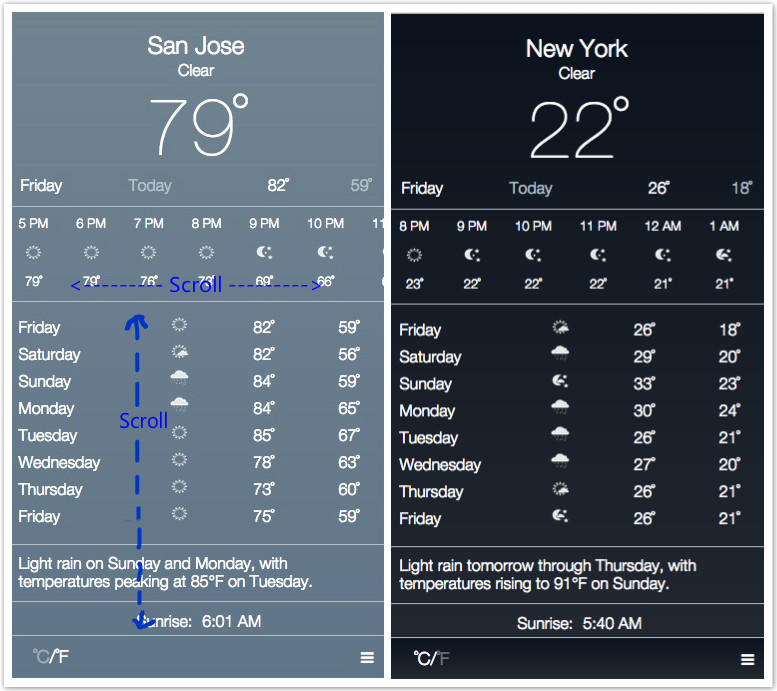 San Jose
Clear
79°
Friday Today 82° 59°
5 PM 6 PM 7 PM 8 PM 9 PM 10 PM 11
79° 79° 76° 69° 66°
<--------- Scroll --------->
Friday 82° 59°
Saturday 82° 56°
Sunday 84° 59°
Monday 84° 65°
Scroll
Tuesday 85° 67°
Wednesday 78° 63°
Thursday 73° 60°
Friday 75° 59°
Light rain on Sunday and Monday, with
temperatures peaking at 85°F on Tuesday.
Sunrise: 6:01 AM
°C/°F
New York
Clear
22°
Friday Today 26° 18°
8 PM 9 PM 10 PM 11 PM 12 AM 1 AM
23° 22° 22° 22° 21° 21°
Friday 26° 18°
Saturday 29° 20°
Sunday 33° 23°
Monday 30° 24°
Tuesday 26° 21°
Wednesday 27° 20°
Thursday 26° 21°
Friday 26° 21°
Light rain tomorrow through Thursday, with
temperatures rising to 91°F on Sunday.
Sunrise: 5:40 AM
°C/°F